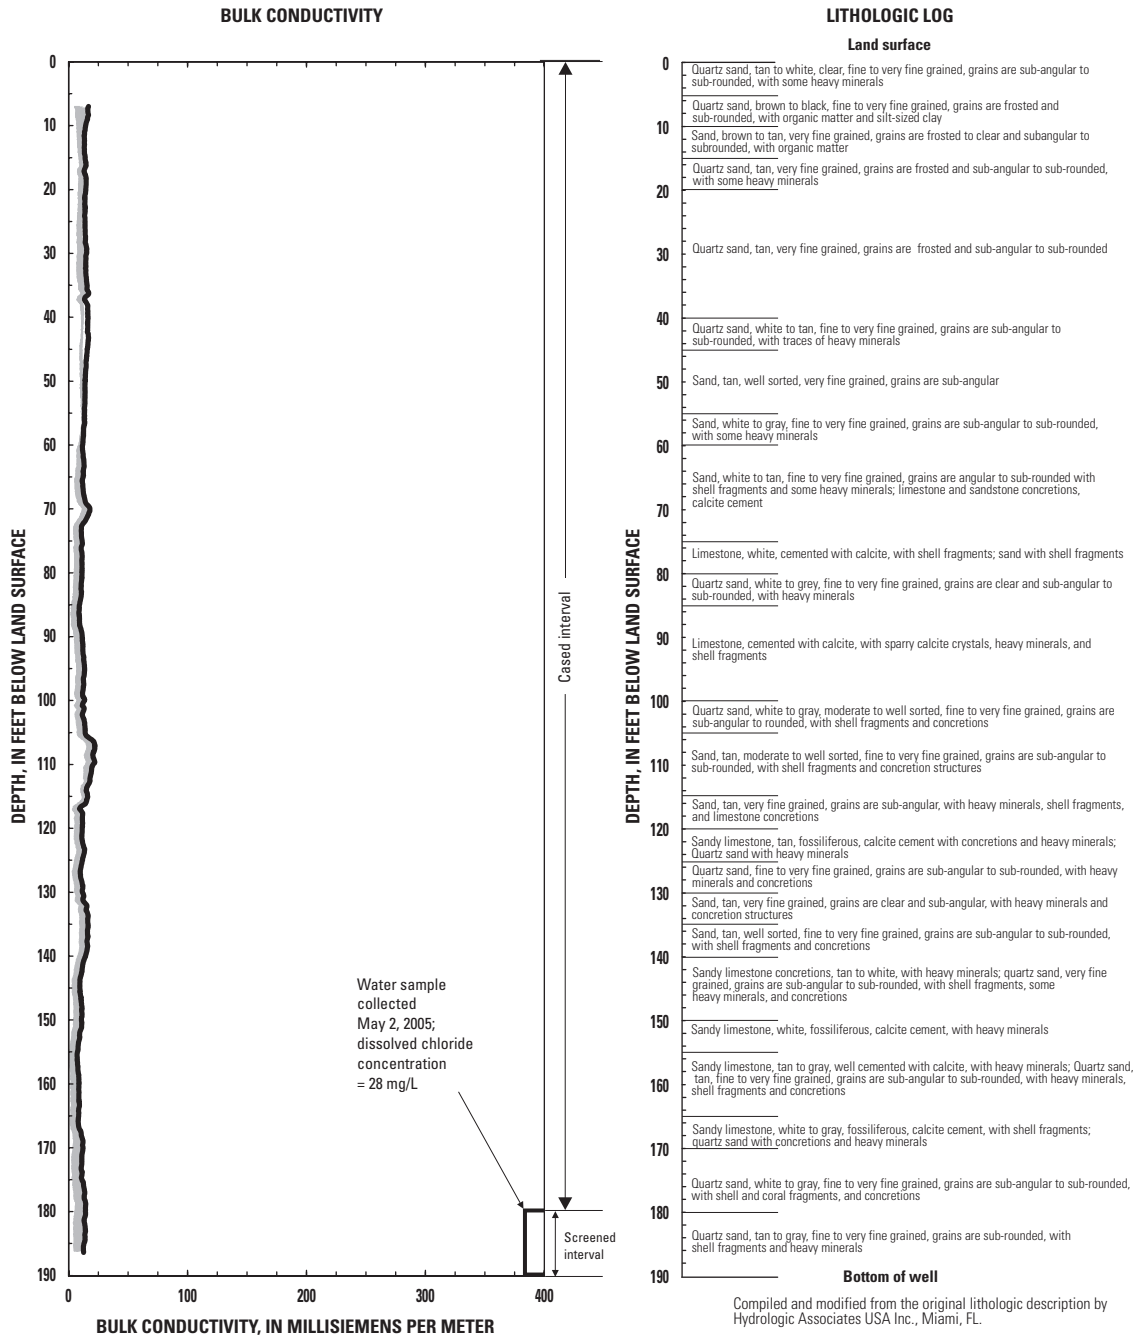 BULK CONDUCTIVITY
DEPTH, IN FEET BELOW LAND SURFACE
0
10
20
30
40
50
60
70
80
90
100
110
120
130
140
150
160
170
180
190
0
100
200
300
400
BULK CONDUCTIVITY, IN MILLISIEMENS PER METER
Cased interval
Water sample
collected
May 2, 2005;
dissolved chloride
concentration
= 28 mg/L
Screened
interval
LITHOLOGIC LOG
Land surface
DEPTH, IN FEET BELOW LAND SURFACE
0
10
20
30
40
50
60
70
80
90
100
110
120
130
140
150
160
170
180
190
Quartz sand, tan to white, clear, fine to very fine grained, grains are sub-angular to
sub-rounded, with some heavy minerals
Quartz sand, brown to black, fine to very fine grained, grains are frosted and
sub-rounded, with organic matter and silt-sized clay
Sand, brown to tan, very fine grained, grains are frosted to clear and subangular to
subrounded, with organic matter
Quartz sand, tan, very fine grained, grains are frosted and sub-angular to sub-rounded,
with some heavy minerals
Quartz sand, tan, very fine grained, grains are frosted and sub-angular to sub-rounded
Quartz sand, white to tan, fine to very fine grained, grains are sub-angular to
sub-rounded, with traces of heavy minerals
Sand, tan, well sorted, very fine grained, grains are sub-angular
Sand, white to gray, fine to very fine grained, grains are sub-angular to sub-rounded,
with some heavy minerals
Sand, white to tan, fine to very fine grained, grains are angular to sub-rounded with
shell fragments and some heavy minerals; limestone and sandstone concretions,
calcite cement
Limestone, white, cemented with calcite, with shell fragments; sand with shell fragments
Quartz sand, white to grey, fine to very fine grained, grains are clear and sub-angular to
sub-rounded, with heavy minerals
Limestone, cemented with calcite, with sparry calcite crystals, heavy minerals, and
shell fragments
Quartz sand, white to gray, moderate to well sorted, fine to very fine grained, grains are
sub-angular to rounded, with shell fragments and concretions
Sand, tan, moderate to well sorted, fine to very fine grained, grains are sub-angular to
sub-rounded, with shell fragments and concretion structures
Sand, tan, very fine grained, grains are sub-angular, with heavy minerals, shell fragments,
and limestone concretions
Sandy limestone, tan, fossiliferous, calcite cement with concretions and heavy minerals;
Quartz sand with heavy minerals
Quartz sand, fine to very fine grained, grains are sub-angular to sub-rounded, with heavy
minerals and concretions
Sand, tan, very fine grained, grains are clear and sub-angular, with heavy minerals and
concretion structures
Sand, tan, well sorted, fine to very fine grained, grains are sub-angular to sub-rounded,
with shell fragments and concretions
Sandy limestone concretions, tan to white, with heavy minerals; quartz sand, very fine
grained, grains are sub-angular to sub-rounded, with shell fragments, some
heavy minerals, and concretions
Sandy limestone, white, fossiliferous, calcite cement, with heavy minerals
Sandy limestone, tan to gray, well cemented with calcite, with heavy minerals; Quartz sand,
tan, fine to very fine grained, grains are sub-angular to sub-rounded, with heavy minerals,
shell fragments and concretions
Sandy limestone, white to gray, fossiliferous, calcite cement, with shell fragments;
quartz sand with concretions and heavy minerals
Quartz sand, white to gray, fine to very fine grained, grains are sub-angular to sub-rounded,
with shell and coral fragments, and concretions
Quartz sand, tan to gray, fine to very fine grained, grains are sub-rounded, with
shell fragments and heavy minerals
Bottom of well
Compiled and modified from the original lithologic description by
Hydrologic Associates USA Inc., Miami, FL.